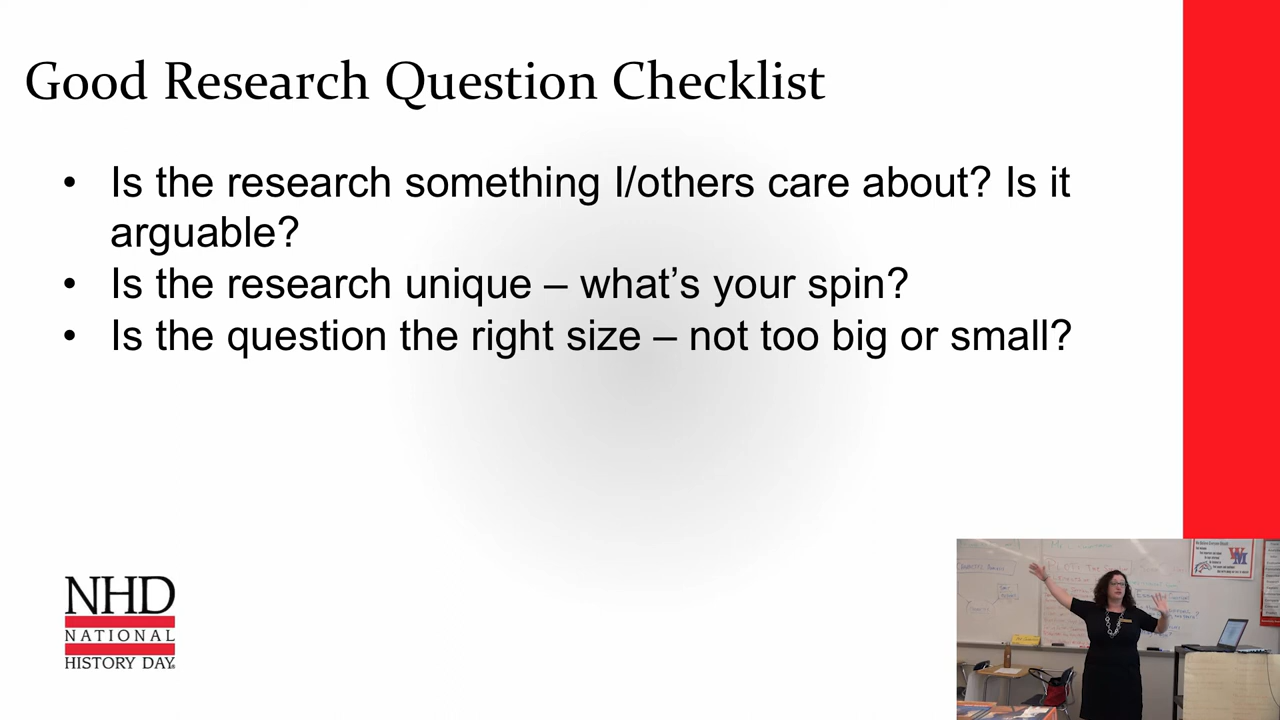 Good Research Question Checklist
• Is the research something I/others care about? Is it
arguable?
• Is the research unique – what’s your spin?
• Is the question the right size – not too big or small?
NHD
NATIONAL
HISTORY DAY
WM